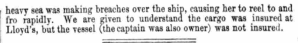 heavy sea was making breaches over the ship, causing her to reel to and
fro rapidly. We are given to understand the cargo was insured at
Lloyd's, but the vessel (the captain was also owner) was not insured.